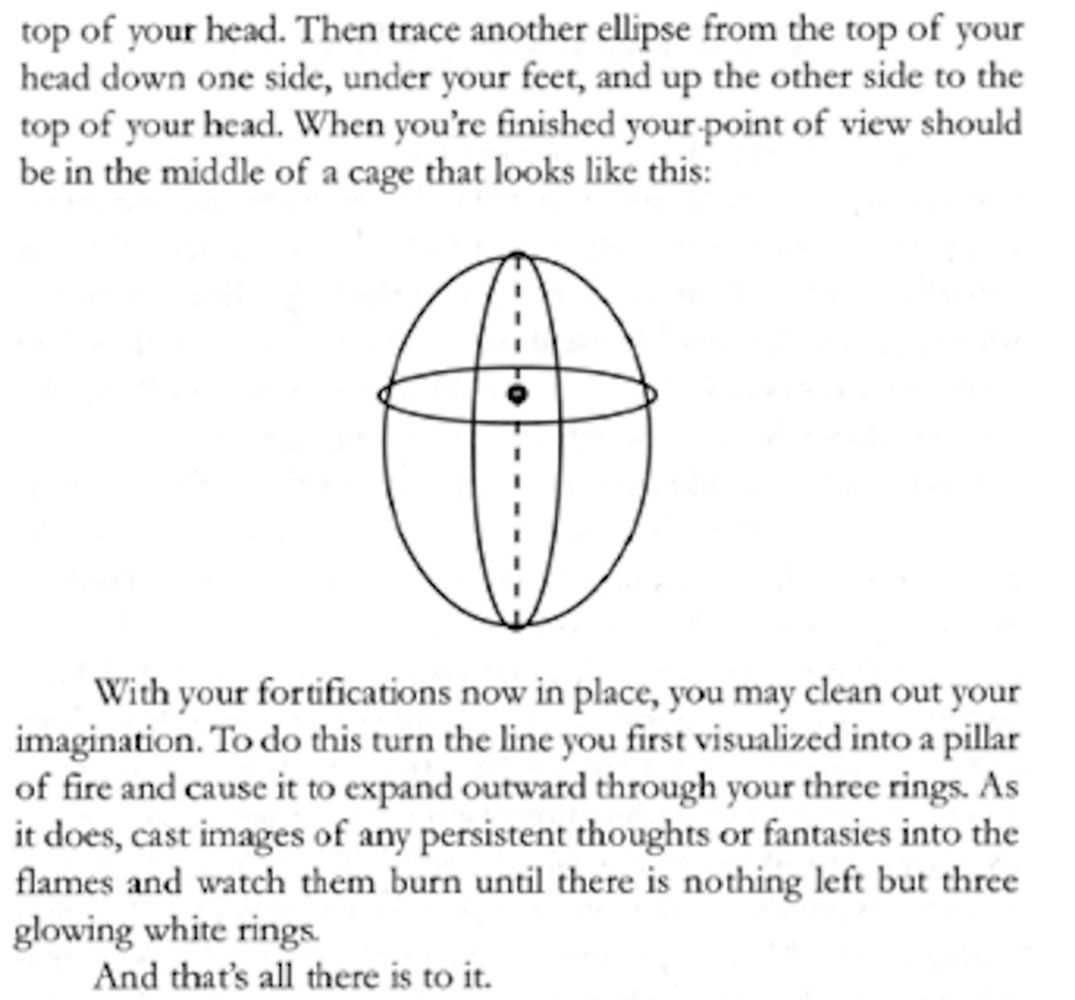 top of your head. Then trace another ellipse from the top of your
head down one side, under your feet, and up the other side to the
top of your head. When you're finished your point of view should
be in the middle of a cage that looks like this:
With your fortifications now in place, you may clean out your
imagination. To do this turn the line you first visualized into a pillar
of fire and cause it to expand outward through your three rings. As
it does, cast images of any persistent thoughts or fantasies into the
flames and watch them burn until there is nothing left but three
glowing white rings.
And that's all there is to it.